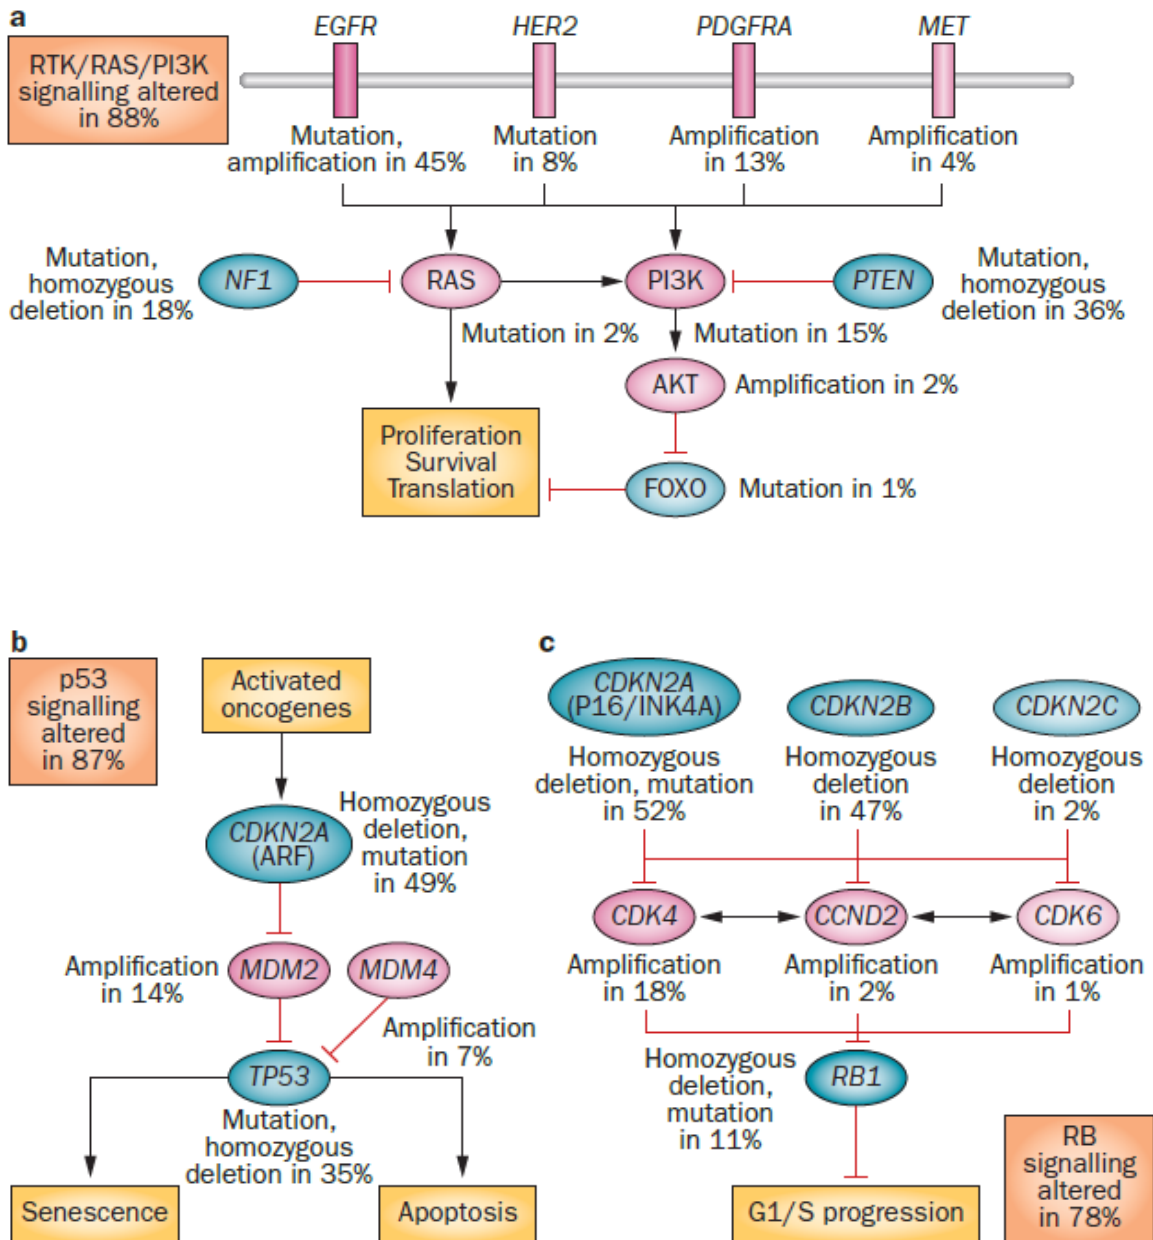 a
RTK/RAS/PI3K
signalling altered
in 88%
EGFR
HER2
PDGFRA
MET
Mutation,
amplification in 45%
Mutation
in 8%
Amplification
in 13%
Amplification
in 4%
Mutation,
homozygous
deletion in 18%
NF1
RAS
PI3K
PTEN
Mutation,
homozygous
deletion in 36%
Mutation in 2%
Mutation in 15%
AKT
Amplification in 2%
Proliferation
Survival
Translation
FOXO
Mutation in 1%
b
p53
signalling
altered
in 87%
Activated
oncogenes
CDKN2A
(ARF)
Homozygous
deletion,
mutation
in 49%
Amplification
in 14%
MDM2
MDM4
Amplification
in 7%
TP53
Mutation,
homozygous
deletion in 35%
Senescence
Apoptosis
c
CDKN2A
(P16/INK4A)
CDKN2B
CDKN2C
Homozygous
deletion, mutation
in 52%
Homozygous
deletion
in 47%
Homozygous
deletion
in 2%
CDK4
CCND2
CDK6
Amplification
in 18%
Amplification
in 2%
Amplification
in 1%
Homozygous
deletion,
mutation
in 11%
RB1
G1/S progression
RB
signalling
altered
in 78%